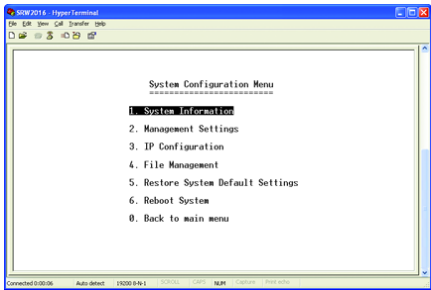 SRW2016 - HyperTerminal
File Edit View Call Transfer Help
System Configuration Menu
=========================
1. System Information
2. Management Settings
3. IP Configuration
4. File Management
5. Restore System Default Settings
6. Reboot System
0. Back to main menu
Connected 0:00:06 Auto detect 19200 8-N-1 SCROLL CAPS NUM Capture Print echo